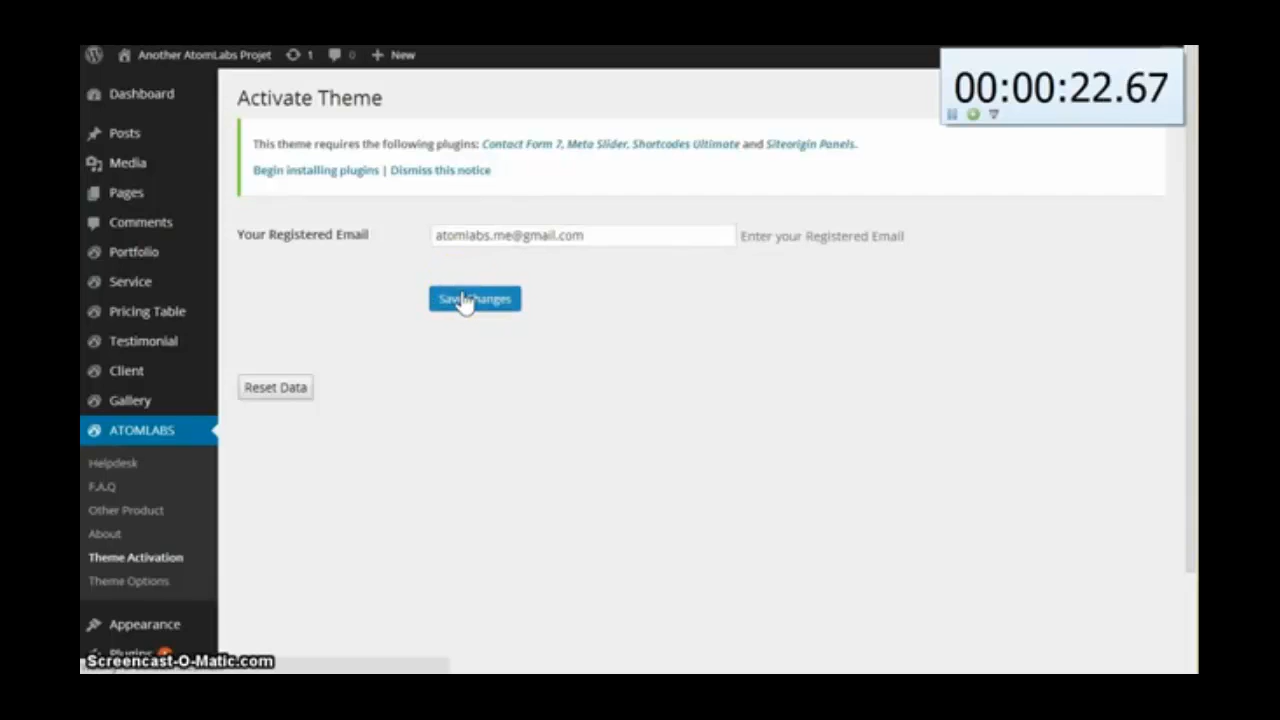 Another AtomLabs Projet 1 0 New
00:00:22.67
Dashboard
Posts
Media
Pages
Comments
Portfolio
Service
Pricing Table
Testimonial
Client
Gallery
ATOMLABS
Helpdesk
F.A.Q
Other Product
About
Theme Activation
Theme Options
Appearance
Plugins
Screencast-O-Matic.com
Activate Theme
This theme requires the following plugins: Contact Form 7, Meta Slider, Shortcodes Ultimate and Siteorigin Panels.
Begin installing plugins | Dismiss this notice
Your Registered Email atomlabs.me@gmail.com Enter your Registered Email
Save Changes
Reset Data